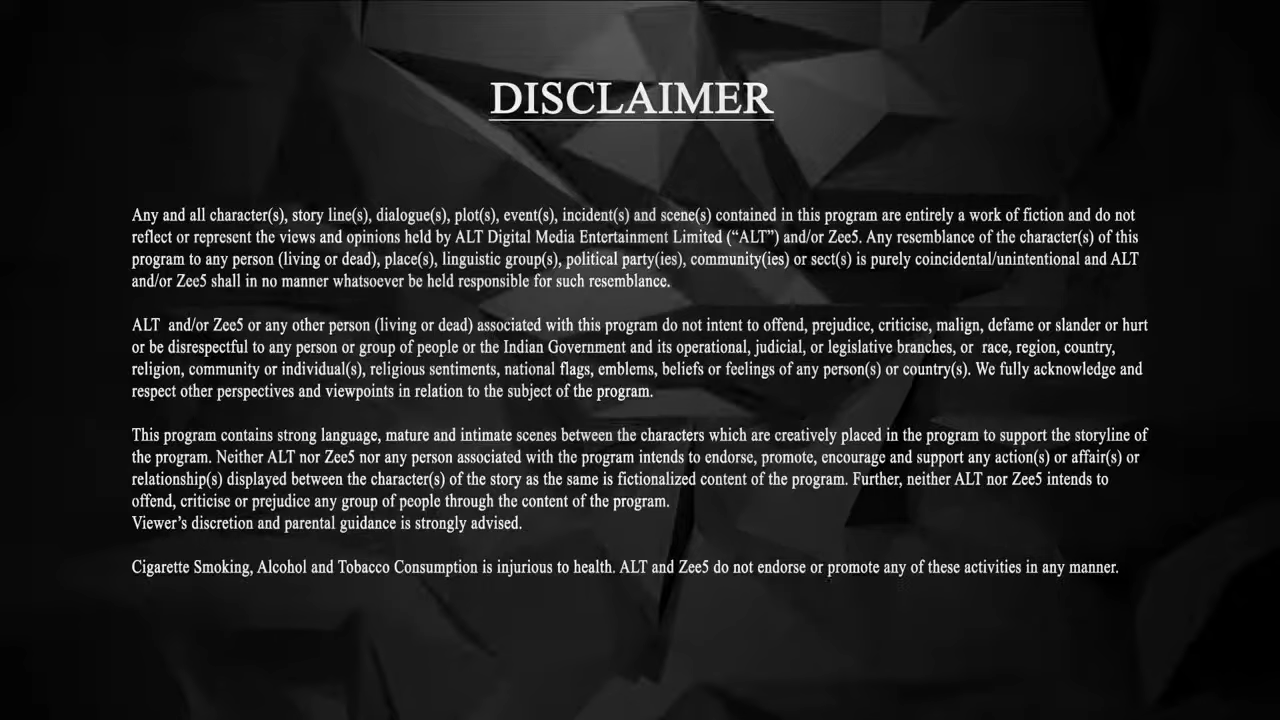 DISCLAIMER
Any and all character(s), story line(s), dialogue(s), plot(s), event(s), incident(s) and scene(s) contained in this program are entirely a work of fiction and do not
reflect or represent the views and opinions held by ALT Digital Media Entertainment Limited (“ALT”) and/or Zee5. Any resemblance of the character(s) of this
program to any person (living or dead), place(s), linguistic group(s), political party(ies), community(ies) or sect(s) is purely coincidental/unintentional and ALT
and/or Zee5 shall in no manner whatsoever be held responsible for such resemblance.
ALT and/or Zee5 or any other person (living or dead) associated with this program do not intent to offend, prejudice, criticise, malign, defame or slander or hurt
or be disrespectful to any person or group of people or the Indian Government and its operational, judicial, or legislative branches, or race, region, country,
religion, community or individual(s), religious sentiments, national flags, emblems, beliefs or feelings of any person(s) or country(s). We fully acknowledge and
respect other perspectives and viewpoints in relation to the subject of the program.
This program contains strong language, mature and intimate scenes between the characters which are creatively placed in the program to support the storyline of
the program. Neither ALT nor Zee5 nor any person associated with the program intends to endorse, promote, encourage and support any action(s) or affair(s) or
relationship(s) displayed between the character(s) of the story as the same is fictionalized content of the program. Further, neither ALT nor Zee5 intends to
offend, criticise or prejudice any group of people through the content of the program.
Viewer’s discretion and parental guidance is strongly advised.
Cigarette Smoking, Alcohol and Tobacco Consumption is injurious to health. ALT and Zee5 do not endorse or promote any of these activities in any manner.